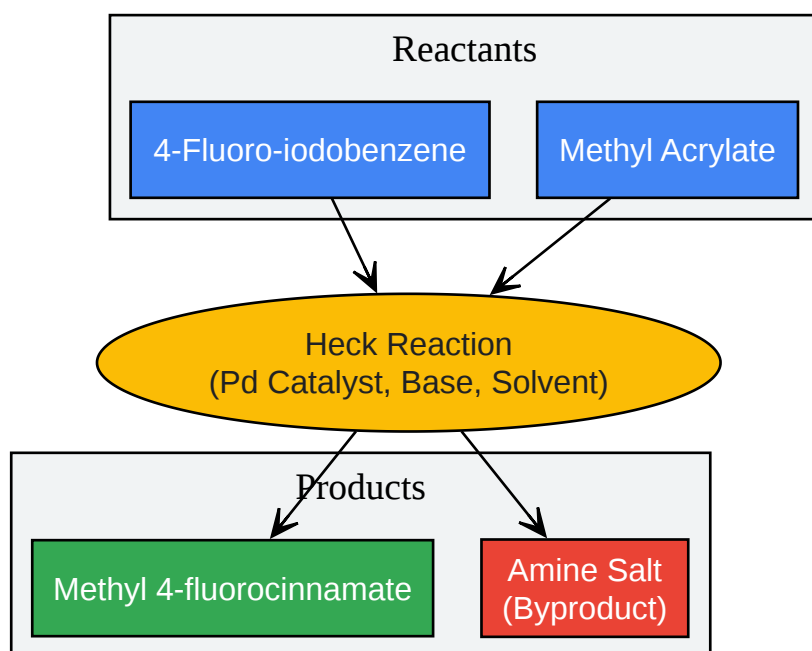 Reactants
4-Fluoro-iodobenzene
Methyl Acrylate
Heck Reaction
(Pd Catalyst, Base, Solvent)
Products
Methyl 4-fluorocinnamate
Amine Salt
(Byproduct)